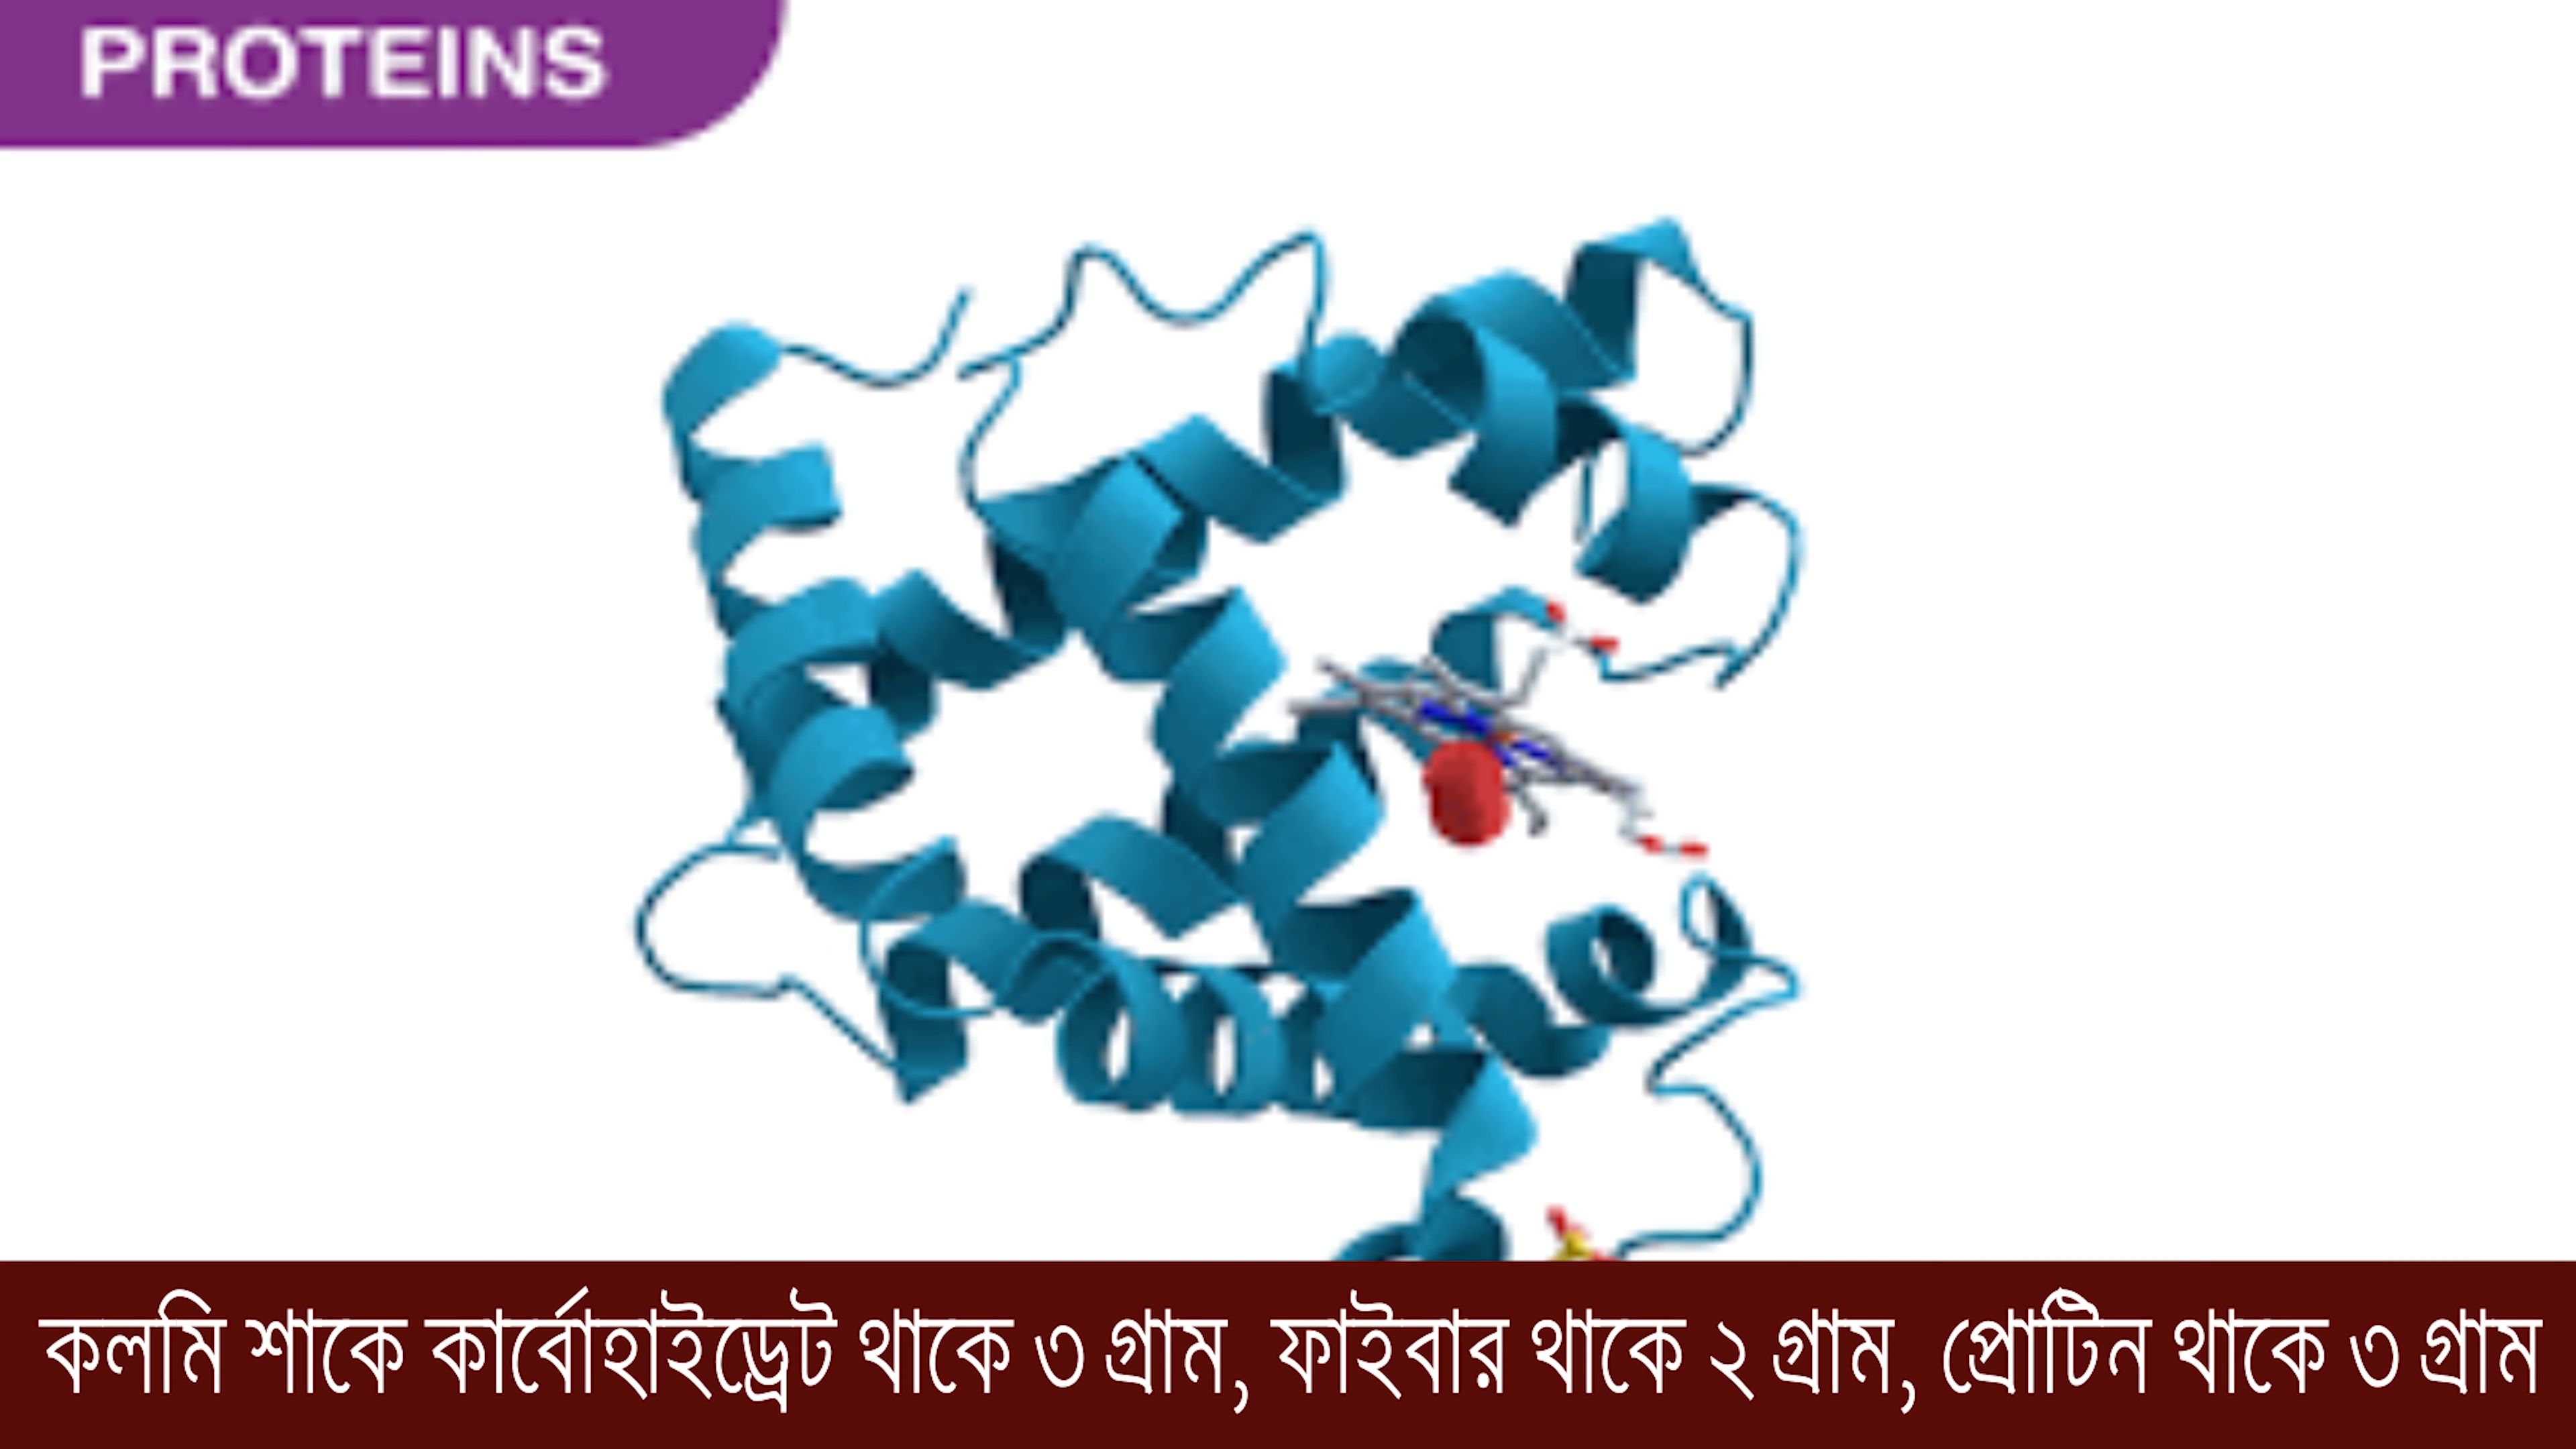 PROTEINS
কলমি শাকে কার্বোহাইড্রেট থাকে ৩ গ্রাম, ফাইবার থাকে ২ গ্রাম, প্রোটিন থাকে ৩ গ্রাম